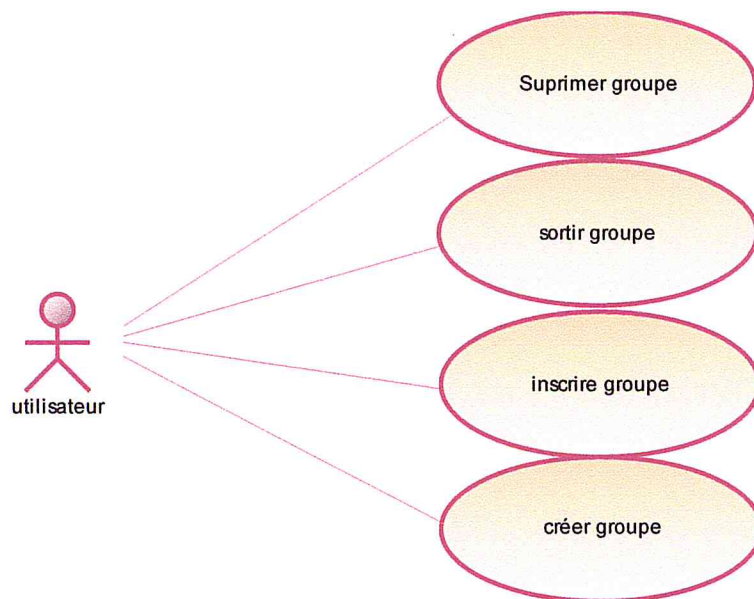 Suprimer groupe
sortir groupe
inscrire groupe
créer groupe
utilisateur